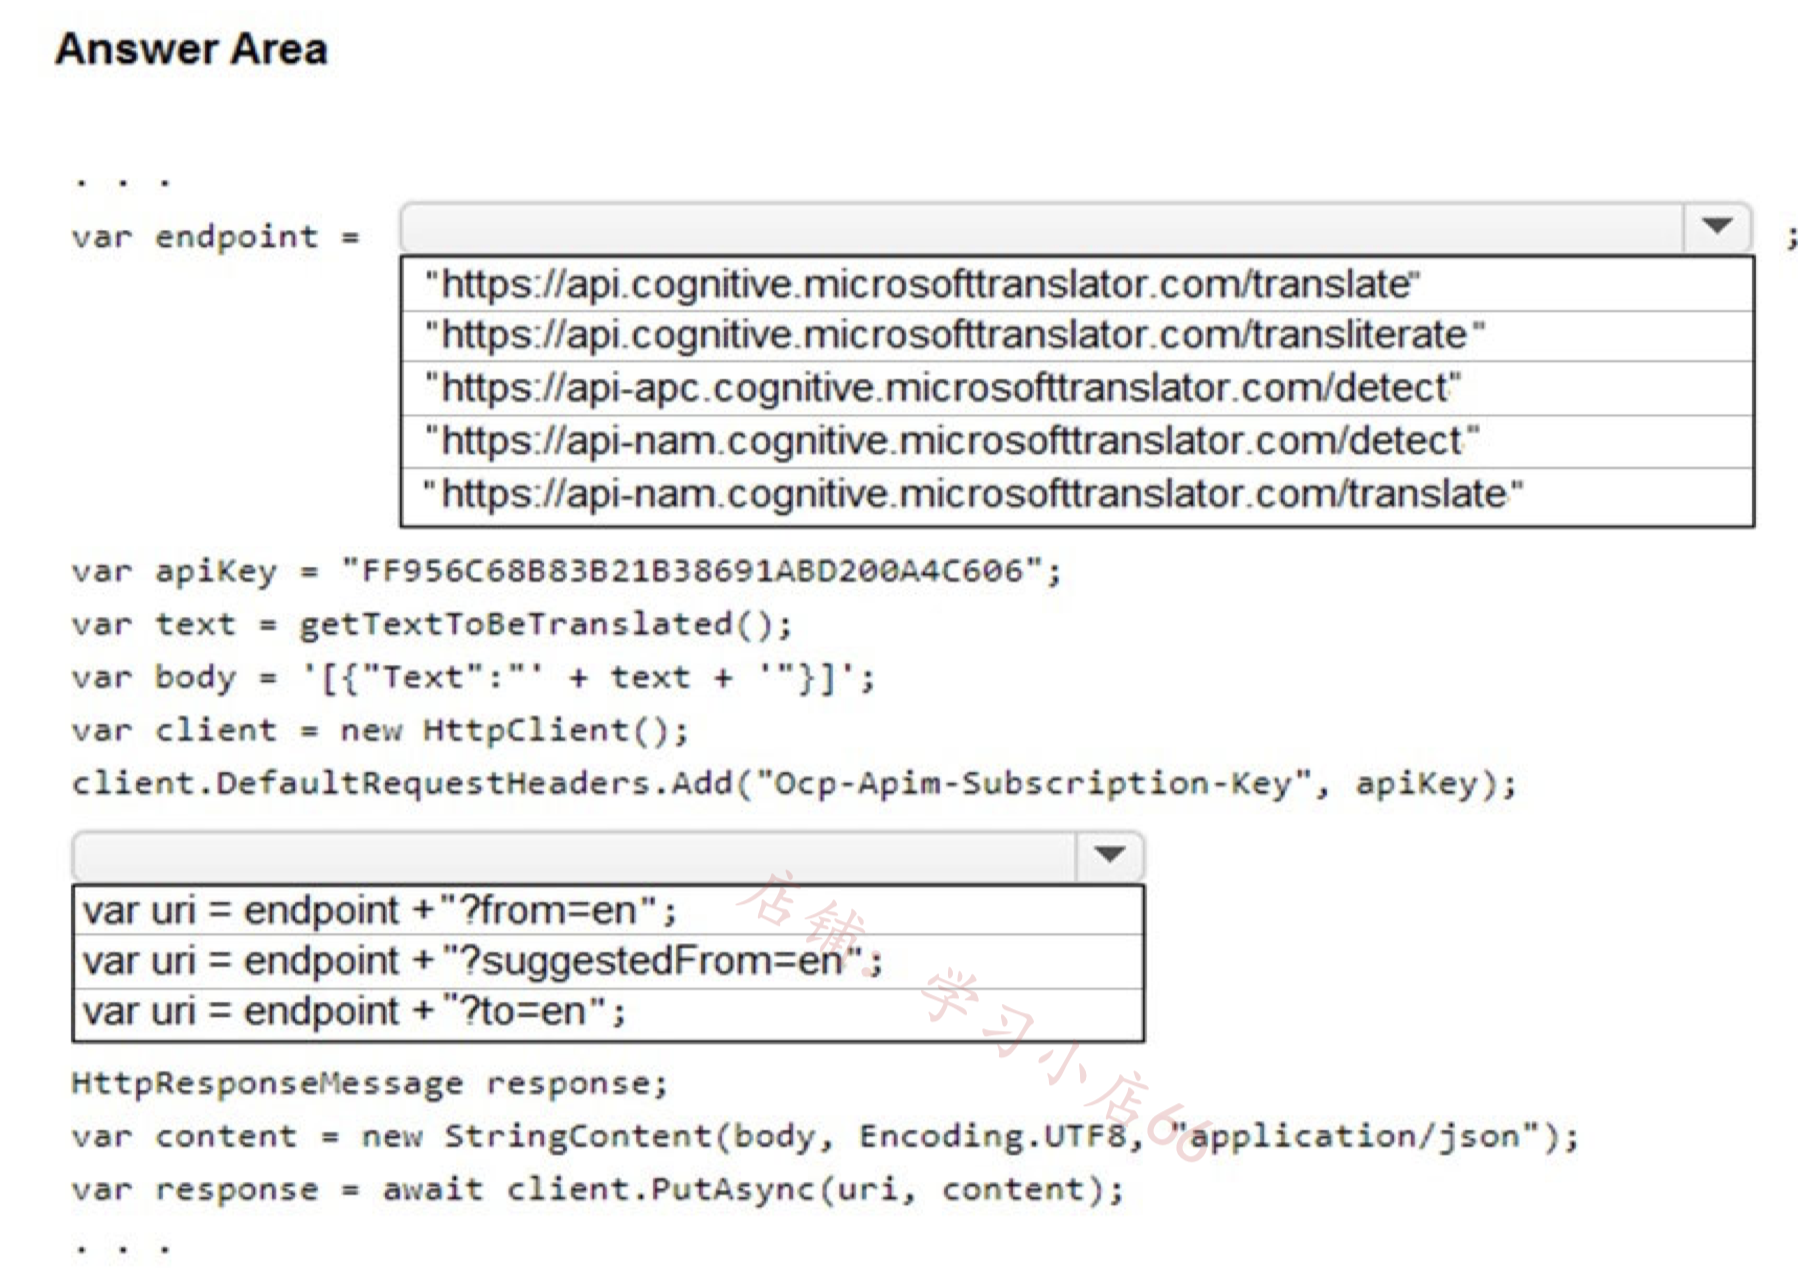 Answer Area
. . .
var endpoint = ;
"https://api.cognitive.microsofttranslator.com/translate"
"https://api.cognitive.microsofttranslator.com/transliterate"
"https://api-apc.cognitive.microsofttranslator.com/detect"
"https://api-nam.cognitive.microsofttranslator.com/detect"
"https://api-nam.cognitive.microsofttranslator.com/translate"
var apiKey = "FF956C68B83B21B38691ABD200A4C606";
var text = getTextToBeTranslated();
var body = '[{"Text":"' + text + '"}]';
var client = new HttpClient();
client.DefaultRequestHeaders.Add("Ocp-Apim-Subscription-Key", apiKey);
var uri = endpoint +"?from=en";
var uri = endpoint +"?suggestedFrom=en";
var uri = endpoint +"?to=en";
HttpResponseMessage response;
var content = new StringContent(body, Encoding.UTF8, "application/json");
var response = await client.PutAsync(uri, content);
. . .
店铺：学习小店66